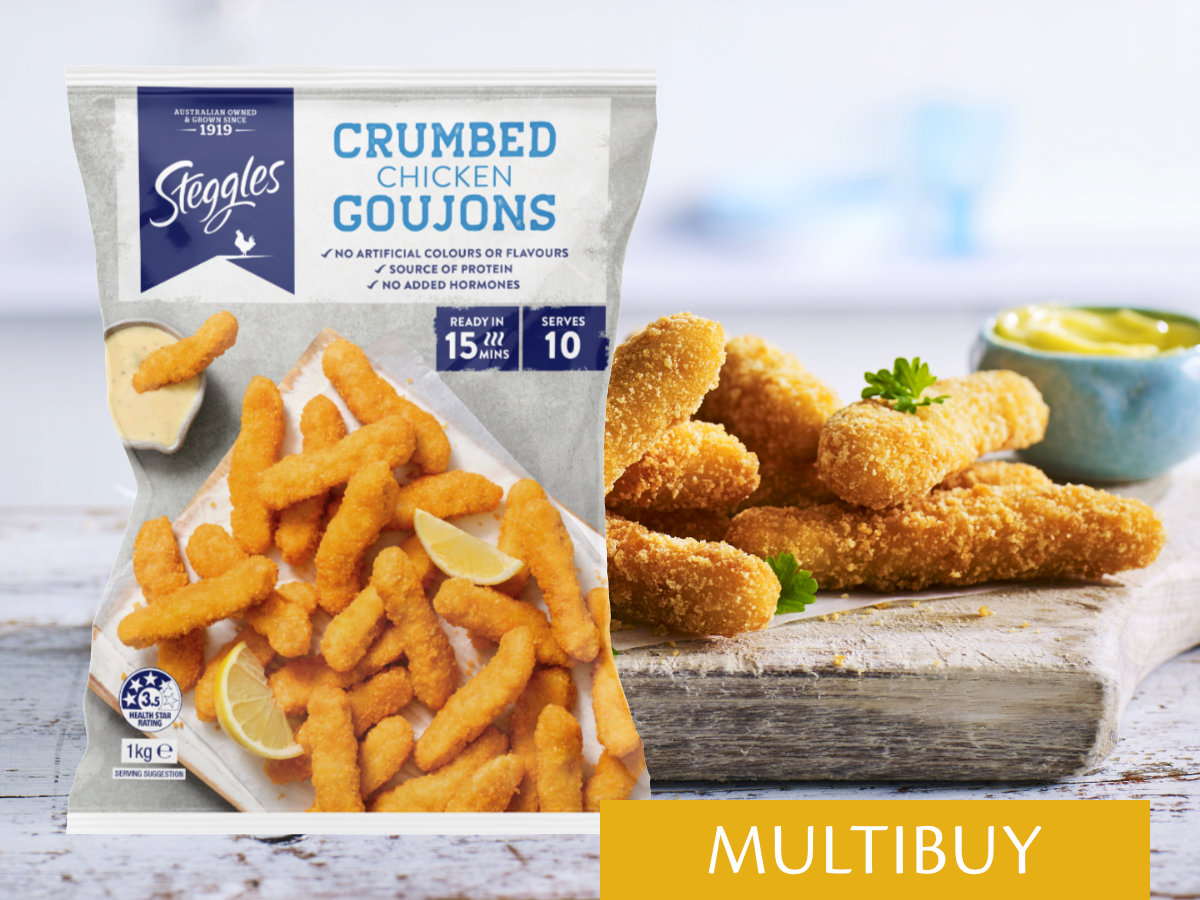 AUSTRALIAN OWNED
& GROWN SINCE
1919
Steggles
CRUMBED
CHICKEN
GOUJONS
✓ NO ARTIFICIAL COLOURS OR FLAVOURS
✓ SOURCE OF PROTEIN
✓ NO ADDED HORMONES
READY IN
15 MINS
SERVES
10
3.5
HEALTH STAR
RATING
1kg ℮
SERVING SUGGESTION
MULTIBUY